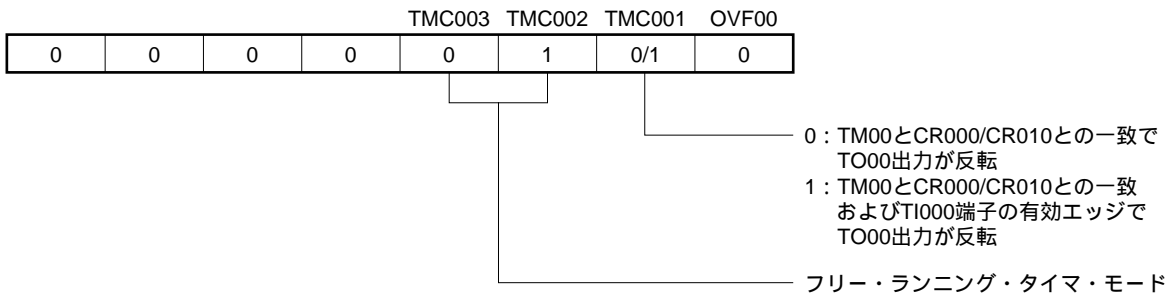 TMC003 TMC002 TMC001 OVF00
0 0 0 0 0 1 0/1 0
0：TM00とCR000/CR010との一致で
TO00出力が反転
1：TM00とCR000/CR010との一致
およびTI000端子の有効エッジで
TO00出力が反転
フリー・ランニング・タイマ・モード